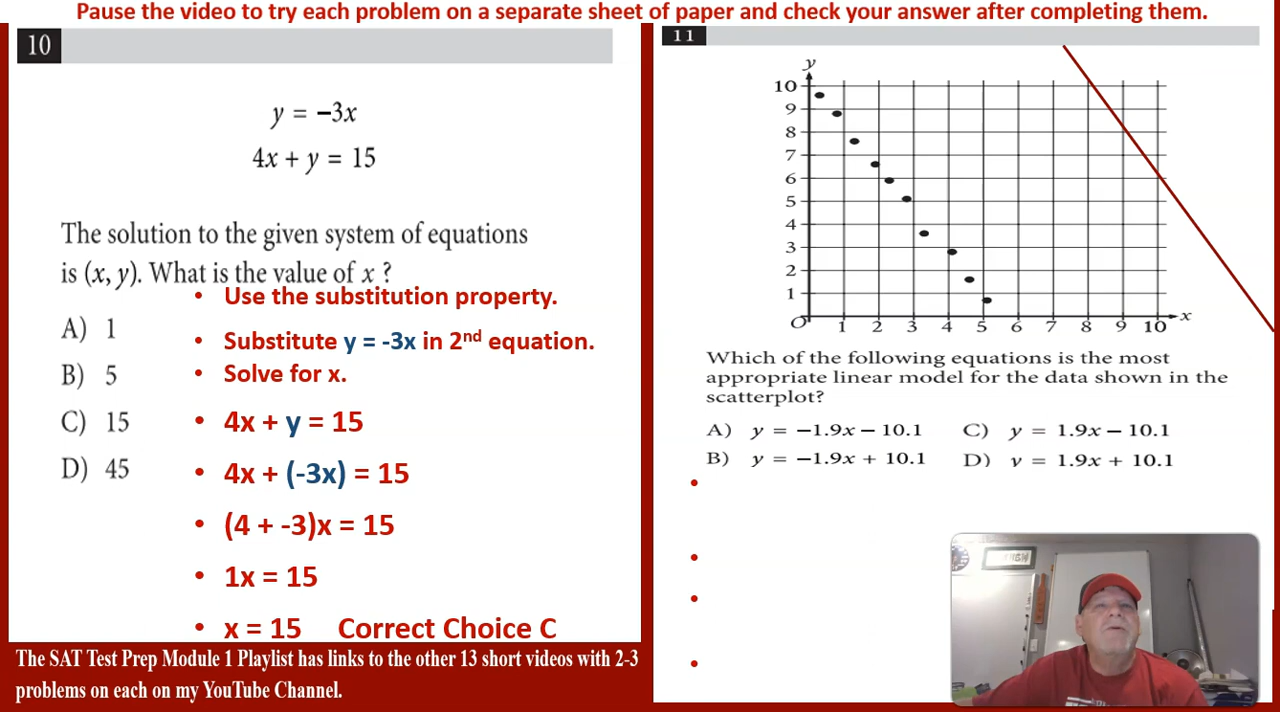 Pause the video to try each problem on a separate sheet of paper and check your answer after completing them.
10
y = −3x
4x + y = 15
The solution to the given system of equations
is (x, y). What is the value of x ?
• Use the substitution property.
A) 1
• Substitute y = -3x in 2nd equation.
B) 5
• Solve for x.
C) 15
• 4x + y = 15
D) 45
• 4x + (-3x) = 15
• (4 + -3)x = 15
• 1x = 15
• x = 15 Correct Choice C
The SAT Test Prep Module 1 Playlist has links to the other 13 short videos with 2-3
problems on each on my YouTube Channel.
11
y
10
9
8
7
6
5
4
3
2
1
O 1 2 3 4 5 6 7 8 9 10 x
Which of the following equations is the most
appropriate linear model for the data shown in the
scatterplot?
A) y = −1.9x − 10.1 C) y = 1.9x − 10.1
B) y = −1.9x + 10.1 D) y = 1.9x + 10.1
•
•
•
•